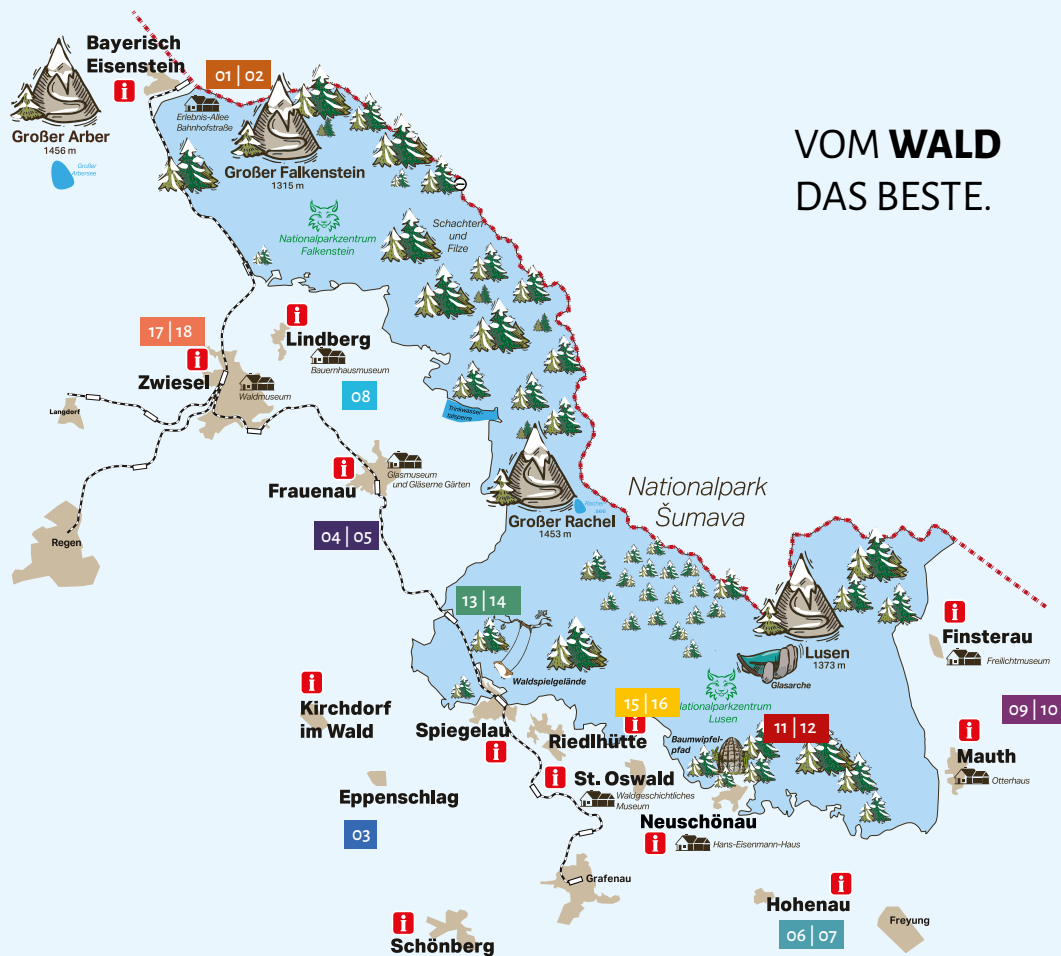 Bayerisch
Eisenstein
01 | 02
Erlebnis-Allee
Bahnhofstraße
Großer Arber
1456 m
Großer
Arbersee
Großer Falkenstein
1315 m
VOM WALD
DAS BESTE.
Nationalparkzentrum
Falkenstein
Schachten
und
Filze
17 | 18
Lindberg
Bauernhausmuseum
Zwiesel
Waldmuseum
08
Langdorf
Trinkwasser-
talsperre
Glasmuseum
und Gläserne Gärten
Frauenau
Nationalpark
Šumava
Großer Rachel
1453 m
Rachel-
see
04 | 05
Regen
13 | 14
Finsterau
Freilichtmuseum
Lusen
1373 m
Glasarche
Waldspielgelände
Nationalparkzentrum
Lusen
15 | 16
09 | 10
Kirchdorf
im Wald
Spiegelau
Riedlhütte
Baumwipfel-
pfad
11 | 12
Mauth
Otterhaus
St. Oswald
Waldgeschichtliches
Museum
Eppenschlag
03
Neuschönau
Hans-Eisenmann-Haus
Grafenau
Hohenau
Freyung
06 | 07
Schönberg